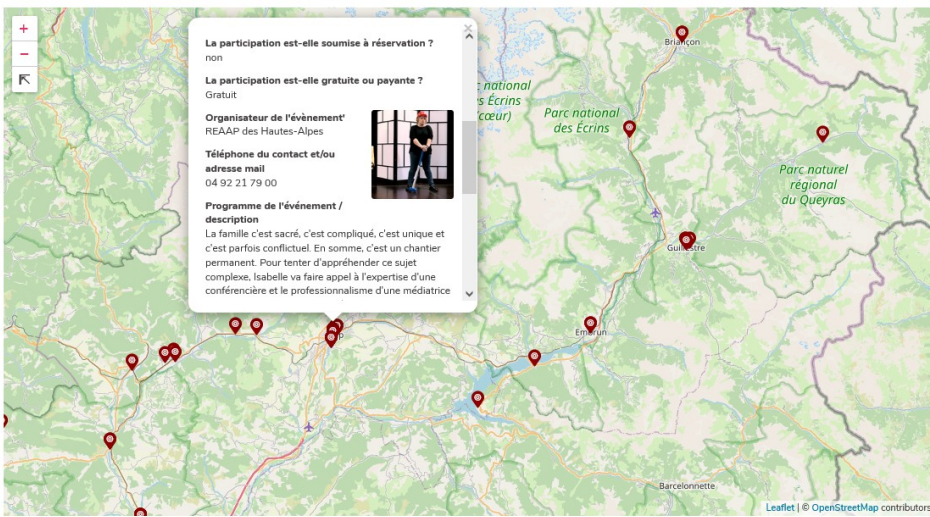 +
−
×
La participation est-elle soumise à réservation ?
non
La participation est-elle gratuite ou payante ?
Gratuit
Organisateur de l'évènement'
REAAP des Hautes-Alpes
Téléphone du contact et/ou
adresse mail
04 92 21 79 00
Programme de l'événement /
description
La famille c'est sacré, c'est compliqué, c'est unique et
c'est parfois conflictuel. En somme, c'est un chantier
permanent. Pour tenter d'appréhender ce sujet
complexe, Isabelle va faire appel à l'expertise d'une
conférencière et le professionnalisme d'une médiatrice
Briançon
national
Écrins
(cœur)
Parc national
des Écrins
Parc naturel
régional
du Queyras
Guillestre
Embrun
Barcelonnette
Leaflet | © OpenStreetMap contributors